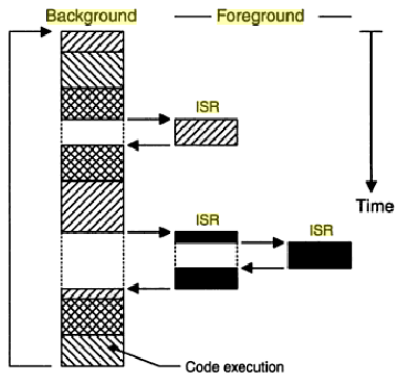 Background
Foreground
ISR
Time
ISR
ISR
Code execution